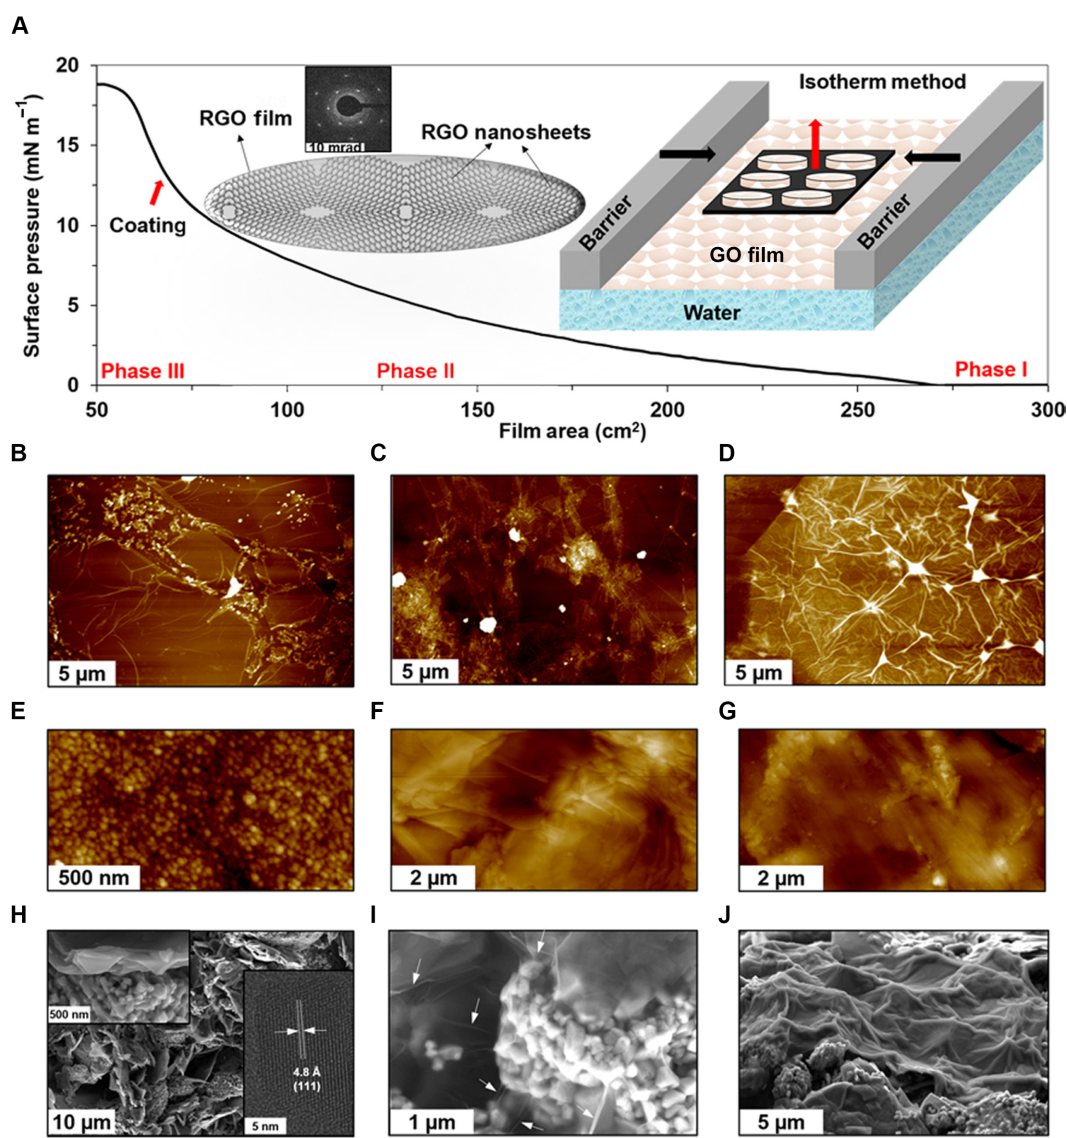 A
Surface pressure (mN m⁻¹)
20
15
10
5
0
RGO film
10 mrad
RGO nanosheets
Coating
Isotherm method
Barrier
Barrier
GO film
Water
Phase III
Phase II
Phase I
50
100
150
200
250
300
Film area (cm²)
B
C
D
5 µm
5 µm
5 µm
E
F
G
500 nm
2 µm
2 µm
H
I
J
500 nm
4.8 Å
(111)
5 nm
10 µm
1 µm
5 µm